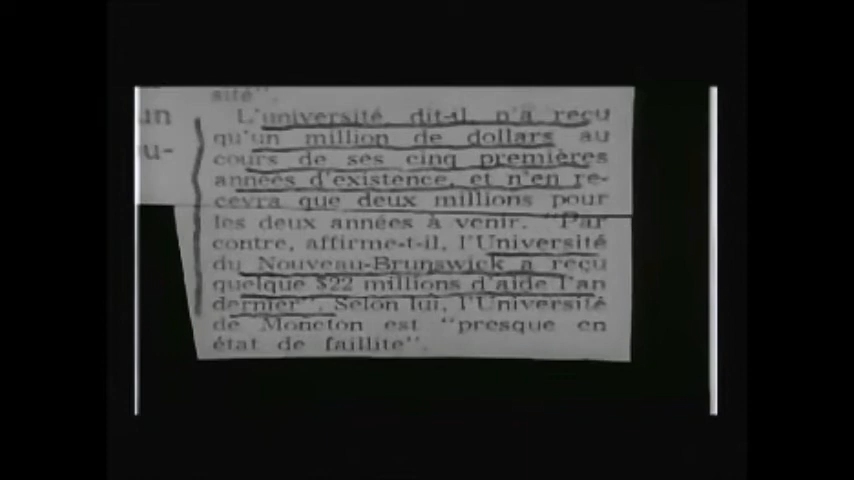 sité".
un
L'université, dit-il, n'a reçu
qu'un million de dollars au
u-
cours de ses cinq premières
années d'existence, et n'en re-
cevra que deux millions pour
les deux années à venir. "Par
contre, affirme-t-il, l'Université
du Nouveau-Brunswick a reçu
quelque $22 millions d'aide l'an
dernier". Selon lui, l'Université
de Moncton est "presque en
état de faillite".